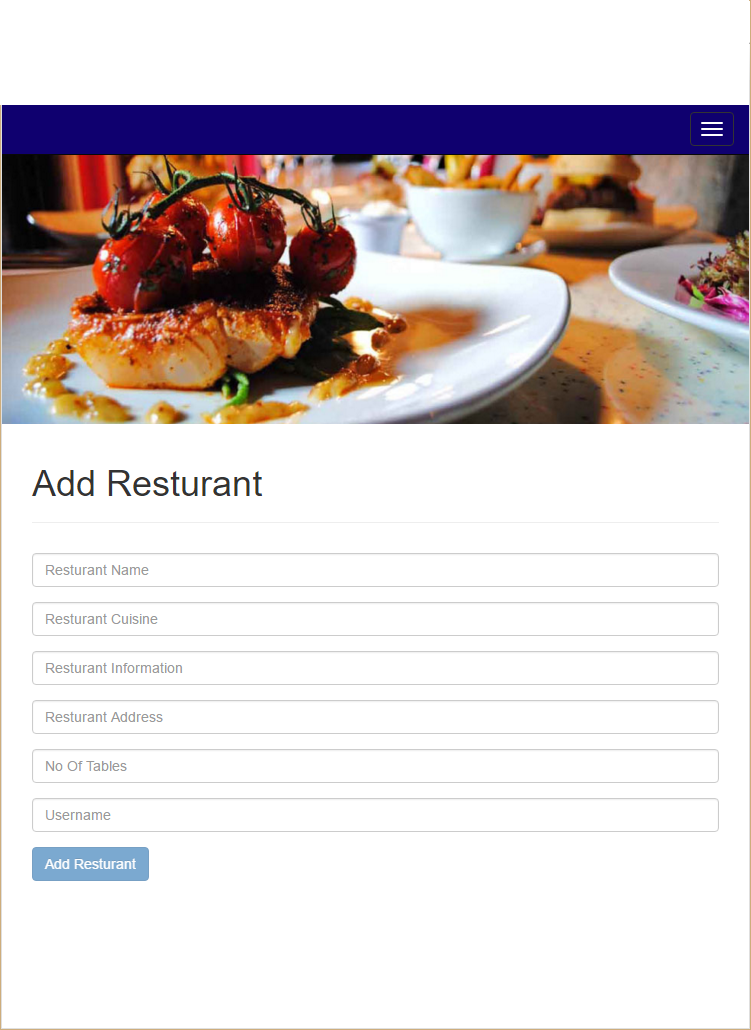 Add Resturant
Resturant Name
Resturant Cuisine
Resturant Information
Resturant Address
No Of Tables
Username
Add Resturant